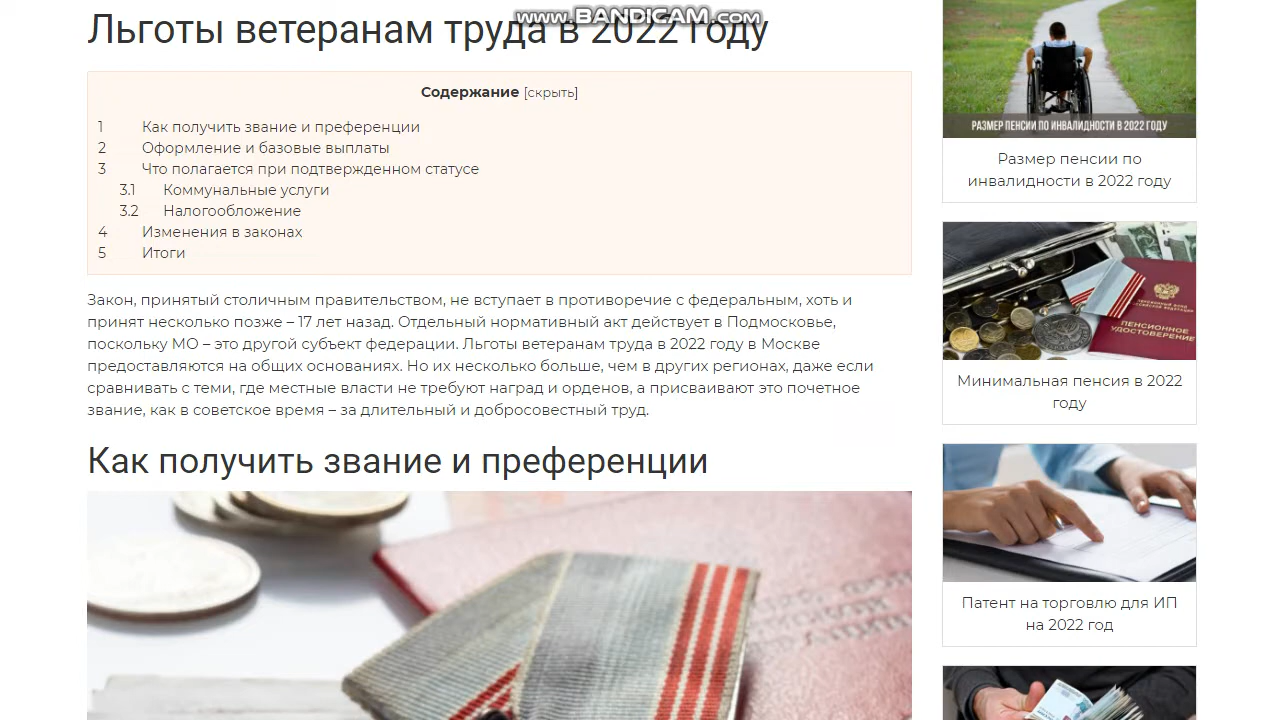 www.BANDICAM.com
Льготы ветеранам труда в 2022 году
Содержание [скрыть]
1 Как получить звание и преференции
2 Оформление и базовые выплаты
3 Что полагается при подтвержденном статусе
3.1 Коммунальные услуги
3.2 Налогообложение
4 Изменения в законах
5 Итоги
Закон, принятый столичным правительством, не вступает в противоречие с федеральным, хоть и
принят несколько позже – 17 лет назад. Отдельный нормативный акт действует в Подмосковье,
поскольку МО – это другой субъект федерации. Льготы ветеранам труда в 2022 году в Москве
предоставляются на общих основаниях. Но их несколько больше, чем в других регионах, даже если
сравнивать с теми, где местные власти не требуют наград и орденов, а присваивают это почетное
звание, как в советское время – за длительный и добросовестный труд.
Как получить звание и преференции
РАЗМЕР ПЕНСИИ ПО ИНВАЛИДНОСТИ В 2022 ГОДУ
Размер пенсии по
инвалидности в 2022 году
ПЕНСИОННОЕ
УДОСТОВЕРЕНИЕ
Минимальная пенсия в 2022
году
Патент на торговлю для ИП
на 2022 год